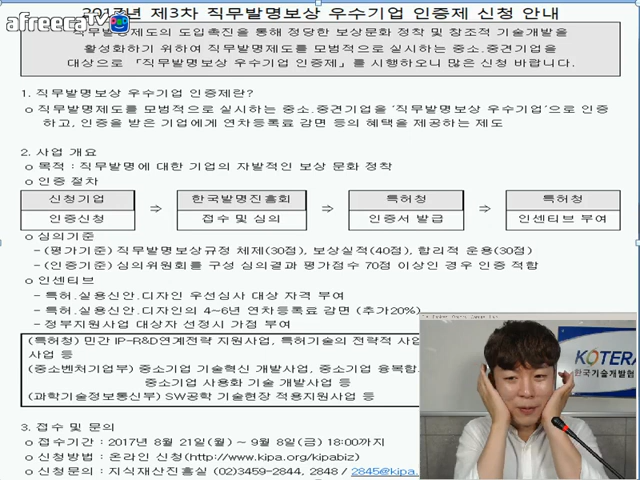 afreecaTV
2017년 제3차 직무발명보상 우수기업 인증제 신청 안내
직무발명제도의 도입촉진을 통해 정당한 보상문화 정착 및 창조적 기술개발을
활성화하기 위하여 직무발명제도를 모범적으로 실시하는 중소.중견기업을
대상으로 「직무발명보상 우수기업 인증제」를 시행하오니 많은 신청 바랍니다.
1. 직무발명보상 우수기업 인증제란?
o 직무발명제도를 모범적으로 실시하는 중소.중견기업을 '직무발명보상 우수기업'으로 인증
하고, 인증을 받은 기업에게 연차등록료 감면 등의 혜택을 제공하는 제도
2. 사업 개요
o 목적 : 직무발명에 대한 기업의 자발적인 보상 문화 정착
o 인증 절차
신청기업 ⇨ 한국발명진흥회 ⇨ 특허청 ⇨ 특허청
인증신청 접수 및 심의 인증서 발급 인센티브 부여
o 심의기준
- (평가기준) 직무발명보상규정 체제(30점), 보상실적(40점), 합리적 운용(30점)
- (인증기준) 심의위원회를 구성 심의결과 평가점수 70점 이상인 경우 인증 적합
o 인센티브
- 특허.실용신안.디자인 우선심사 대상 자격 부여
- 특허.실용신안.디자인의 4~6년 연차등록료 감면 (추가20%)
- 정부지원사업 대상자 선정시 가점 부여
(특허청) 민간 IP-R&D연계전략 지원사업, 특허기술의 전략적 사업
사업 등
(중소벤처기업부) 중소기업 기술혁신 개발사업, 중소기업 융복합
중소기업 상용화 기술 개발사업 등
(과학기술정보통신부) SW공학 기술현장 적용지원사업 등
KOTERA
한국기술개발협
3. 접수 및 문의
o 접수기간 : 2017년 8월 21일(월) ~ 9월 8일(금) 18:00까지
o 신청방법 : 온라인 신청(http://www.kipa.org/kipabiz)
o 신청문의 : 지식재산진흥실 (02)3459-2844, 2848 / 2845@kipa.